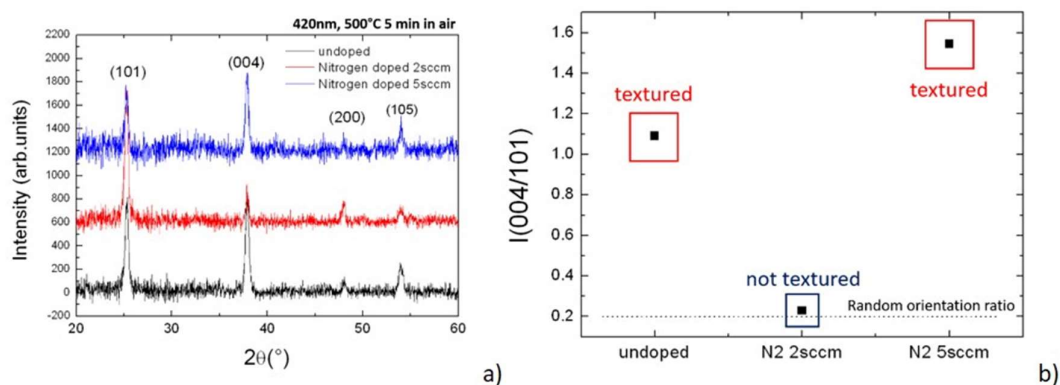 420nm, 500°C 5 min in air
undoped
Nitrogen doped 2sccm
Nitrogen doped 5sccm
(101)
(004)
(200)
(105)
Intensity (arb.units)
2200
2000
1800
1600
1400
1200
1000
800
600
400
200
0
-200
20
30
40
50
60
2θ(°)
a)
I(004/101)
1.6
1.4
1.2
1.0
0.8
0.6
0.4
0.2
textured
textured
not textured
Random orientation ratio
undoped
N2 2sccm
N2 5sccm
b)